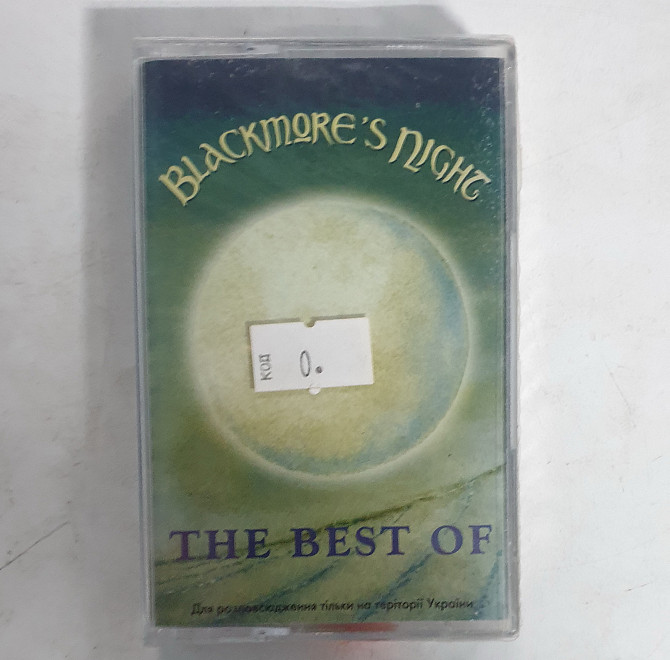 BLACKMORE'S NIGHT
КОД
0.
THE BEST OF
Для розповсюдження тільки на території України